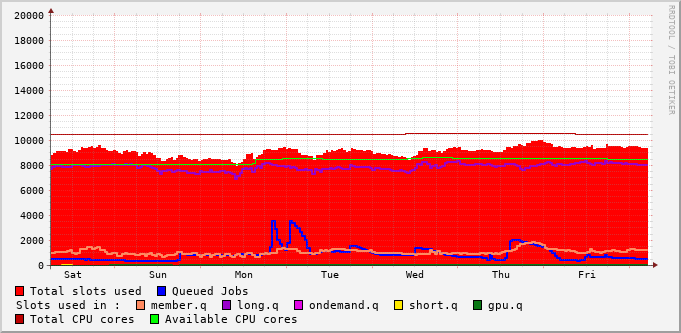 RRDTOOL / TOBI OETIKER
20000
18000
16000
14000
12000
10000
8000
6000
4000
2000
0
Sat Sun Mon Tue Wed Thu Fri
Total slots used Queued Jobs
Slots used in : member.q long.q ondemand.q short.q gpu.q
Total CPU cores Available CPU cores